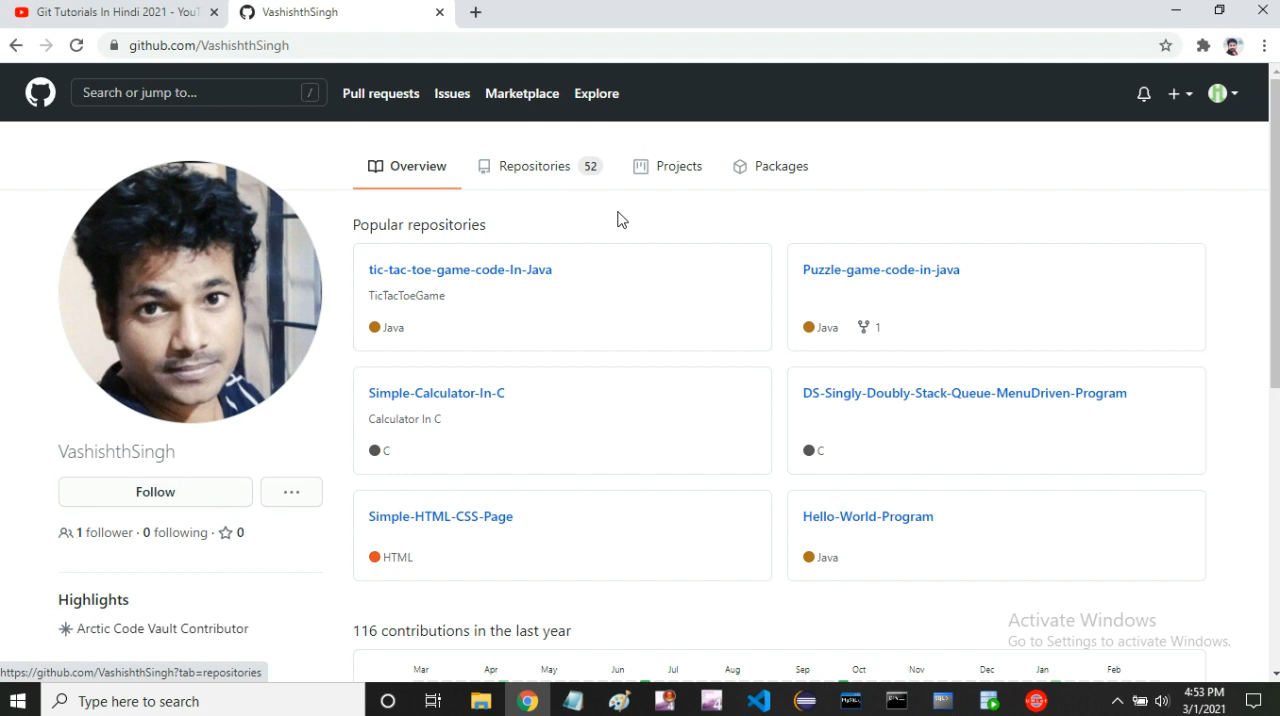 Git Tutorials In Hindi 2021 - YouT
VashishthSingh
github.com/VashishthSingh
Search or jump to...
/
Pull requests
Issues
Marketplace
Explore
Overview
Repositories 52
Projects
Packages
Popular repositories
tic-tac-toe-game-code-In-Java
TicTacToeGame
Java
Puzzle-game-code-in-java
Java 1
Simple-Calculator-In-C
Calculator In C
C
DS-Singly-Doubly-Stack-Queue-MenuDriven-Program
C
Simple-HTML-CSS-Page
HTML
Hello-World-Program
Java
VashishthSingh
Follow
...
1 follower · 0 following · 0
Highlights
Arctic Code Vault Contributor
116 contributions in the last year
Mar Apr May Jun Jul Aug Sep Oct Nov Dec Jan Feb
Activate Windows
Go to Settings to activate Windows.
https://github.com/VashishthSingh?tab=repositories
Type here to search
4:53 PM
3/1/2021